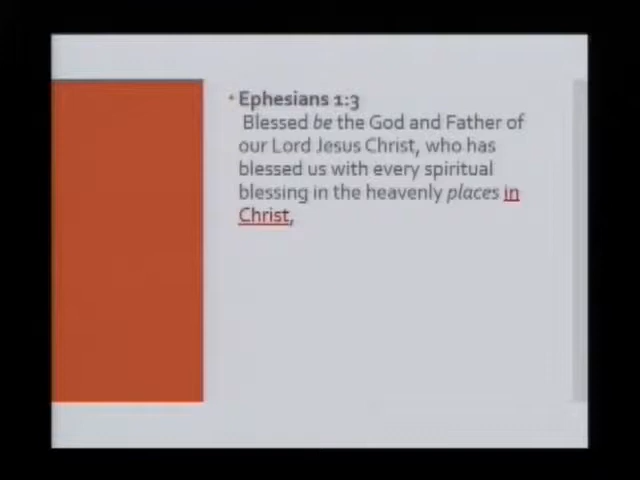 • Ephesians 1:3
Blessed be the God and Father of
our Lord Jesus Christ, who has
blessed us with every spiritual
blessing in the heavenly places in
Christ,